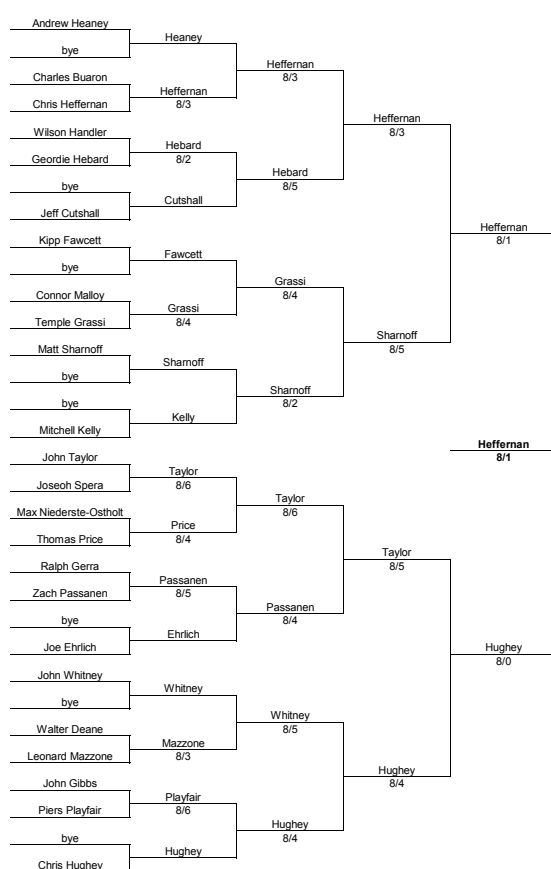 Andrew Heaney
bye
Charles Buaron
Chris Heffernan
Wilson Handler
Geordie Hebard
bye
Jeff Cutshall
Kipp Fawcett
bye
Connor Malloy
Temple Grassi
Matt Sharnoff
bye
bye
Mitchell Kelly
John Taylor
Joseoh Spera
Max Niederste-Ostholt
Thomas Price
Ralph Gerra
Zach Passanen
bye
Joe Ehrlich
John Whitney
bye
Walter Deane
Leonard Mazzone
John Gibbs
Piers Playfair
bye
Chris Hughey
Heaney
Heffernan
8/3
Hebard
8/2
Cutshall
Fawcett
Grassi
8/4
Sharnoff
Kelly
Taylor
8/6
Price
8/4
Passanen
8/5
Ehrlich
Whitney
Mazzone
8/3
Playfair
8/6
Hughey
Heffernan
8/3
Hebard
8/5
Grassi
8/4
Sharnoff
8/2
Taylor
8/6
Passanen
8/4
Whitney
8/5
Hughey
8/4
Heffernan
8/3
Sharnoff
8/5
Taylor
8/5
Hughey
8/4
Heffernan
8/1
Hughey
8/0
Heffernan
8/1